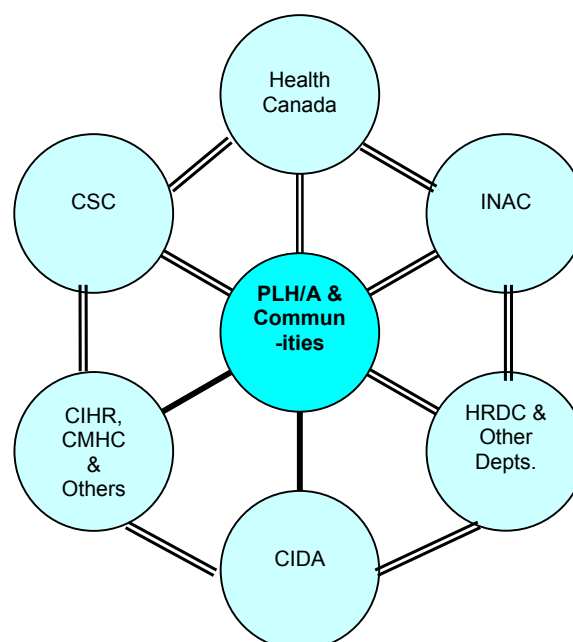 Health
Canada
CSC
INAC
PLH/A &
Commun
-ities
CIHR,
CMHC
&
Others
HRDC &
Other
Depts.
CIDA